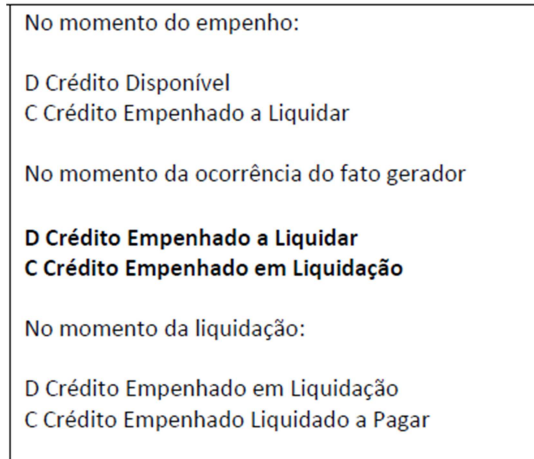 No momento do empenho:
D Crédito Disponível
C Crédito Empenhado a Liquidar
No momento da ocorrência do fato gerador
D Crédito Empenhado a Liquidar
C Crédito Empenhado em Liquidação
No momento da liquidação:
D Crédito Empenhado em Liquidação
C Crédito Empenhado Liquidado a Pagar